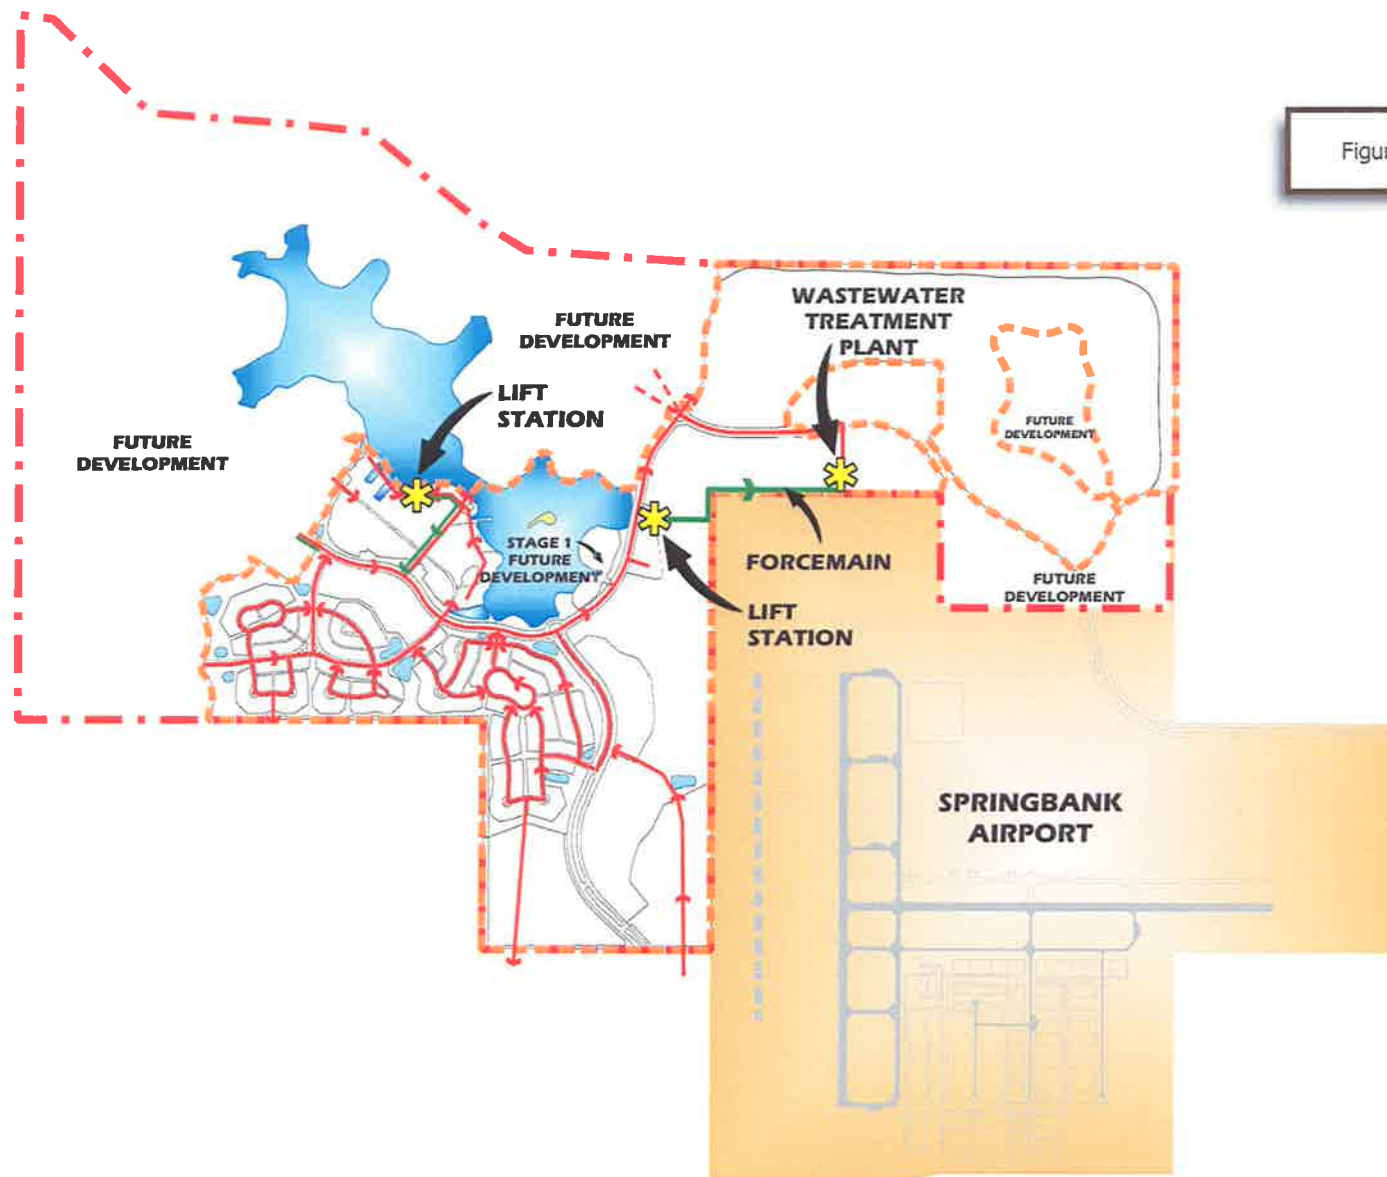 Figur
WASTEWATER
TREATMENT
PLANT
FUTURE
DEVELOPMENT
LIFT
STATION
FUTURE
DEVELOPMENT
FUTURE
DEVELOPMENT
STAGE 1
FUTURE
DEVELOPMENT
FORCEMAIN
FUTURE
DEVELOPMENT
LIFT
STATION
SPRINGBANK
AIRPORT